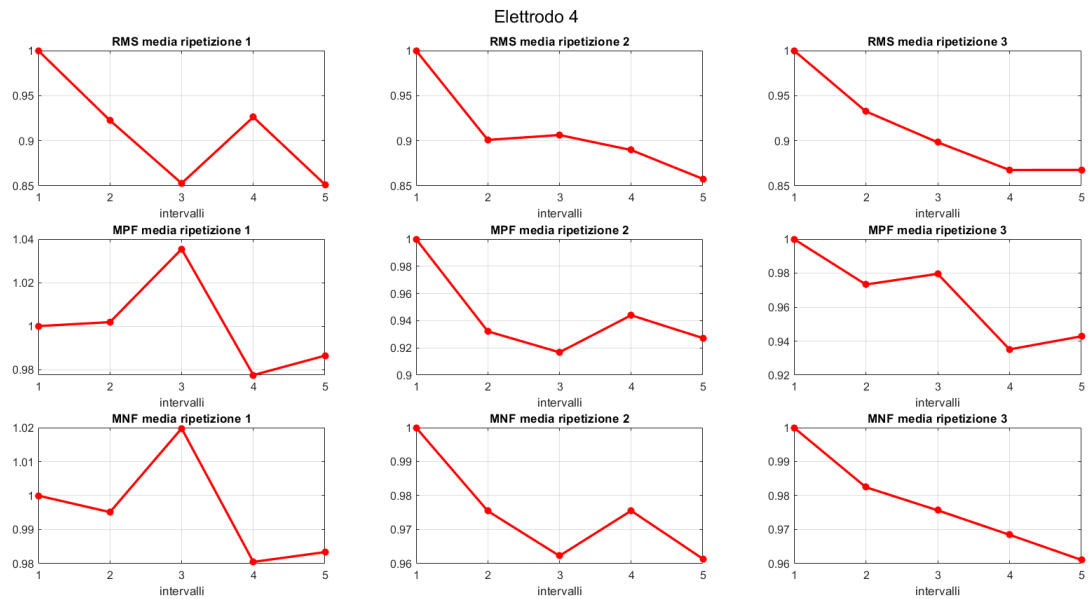 Elettrodo 4
RMS media ripetizione 1
1
0.95
0.9
0.85
1 2 3 4 5
intervalli
RMS media ripetizione 2
1
0.95
0.9
0.85
1 2 3 4 5
intervalli
RMS media ripetizione 3
1
0.95
0.9
0.85
1 2 3 4 5
intervalli
MPF media ripetizione 1
1.04
1.02
1
0.98
1 2 3 4 5
intervalli
MPF media ripetizione 2
1
0.98
0.96
0.94
0.92
0.9
1 2 3 4 5
intervalli
MPF media ripetizione 3
1
0.98
0.96
0.94
0.92
1 2 3 4 5
intervalli
MNF media ripetizione 1
1.02
1.01
1
0.99
0.98
1 2 3 4 5
intervalli
MNF media ripetizione 2
1
0.99
0.98
0.97
0.96
1 2 3 4 5
intervalli
MNF media ripetizione 3
1
0.99
0.98
0.97
0.96
1 2 3 4 5
intervalli